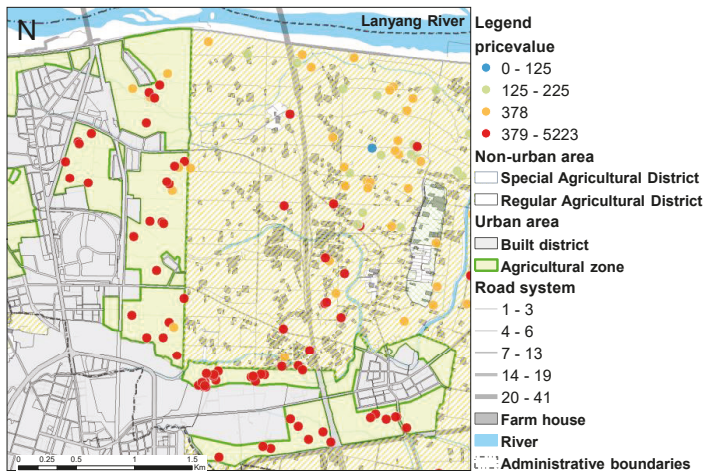 N
Lanyang River
0 0.25 0.5 1 1.5
Km
Legend
pricevalue
0 - 125
125 - 225
378
379 - 5223
Non-urban area
Special Agricultural District
Regular Agricultural District
Urban area
Built district
Agricultural zone
Road system
1 - 3
4 - 6
7 - 13
14 - 19
20 - 41
Farm house
River
Administrative boundaries